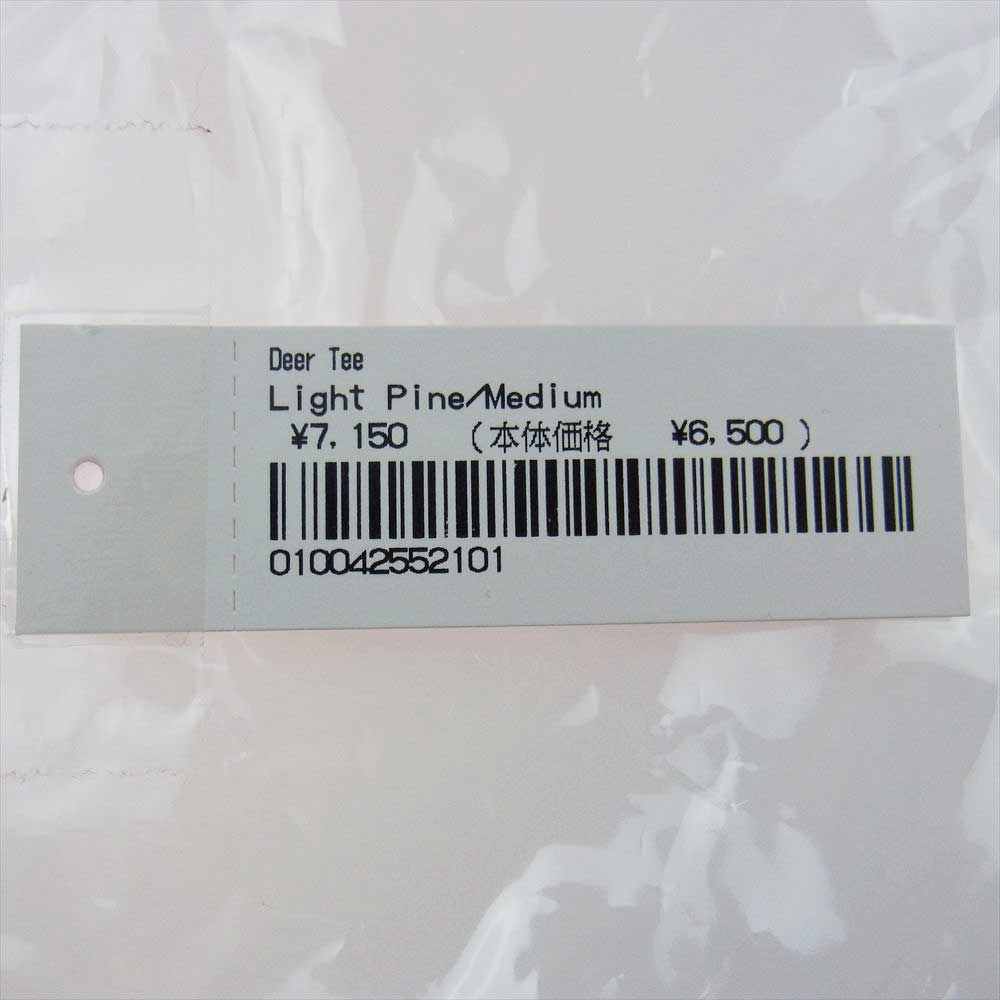 Deer Tee
Light Pine/Medium
¥7,150 (本体価格 ¥6,500 )
010042552101